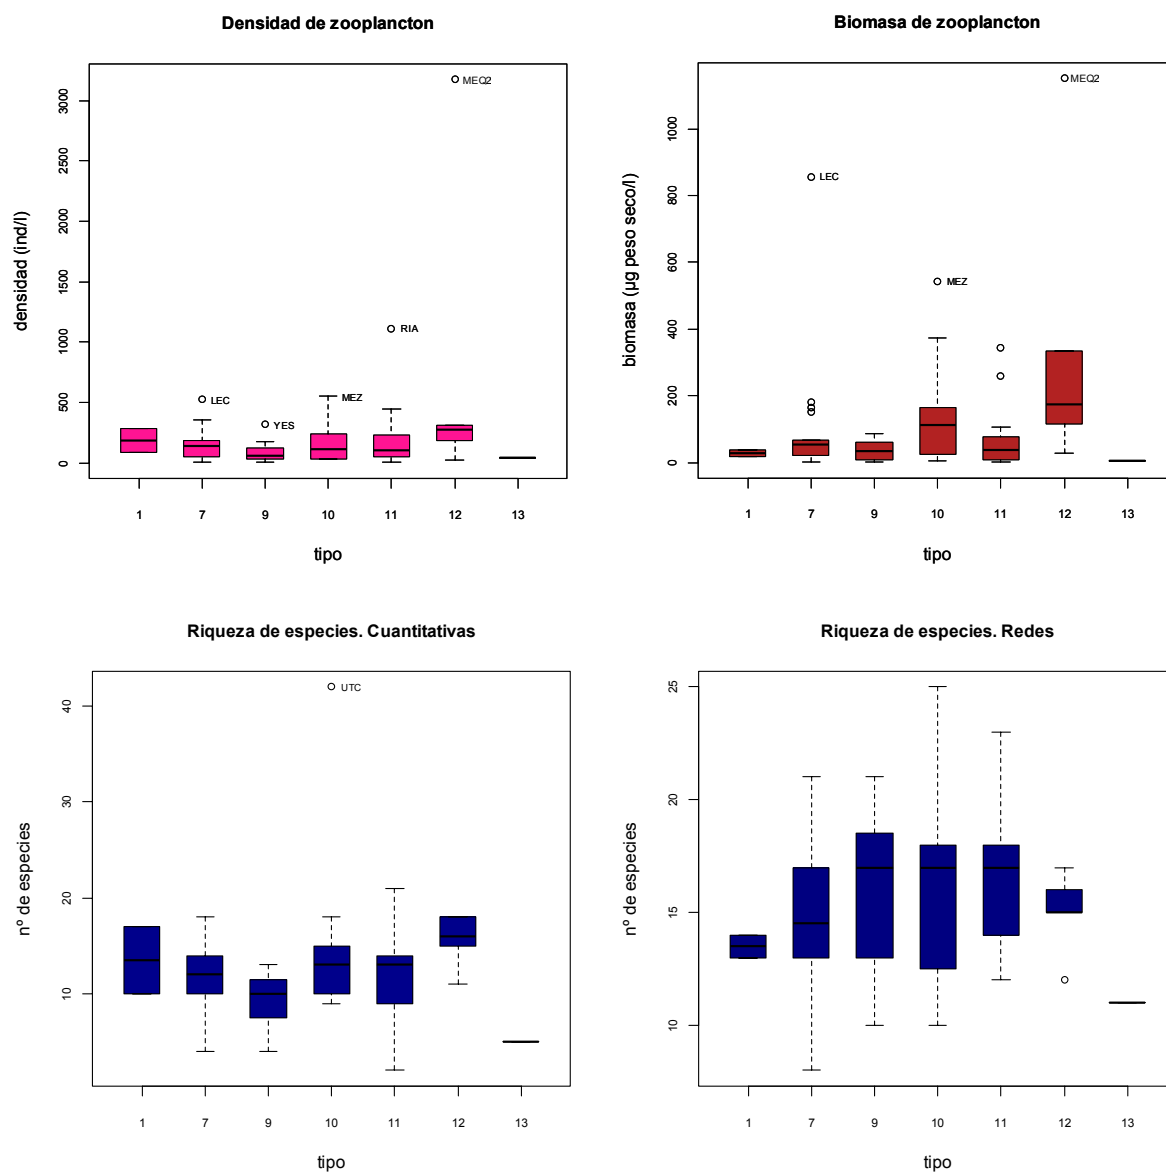 Densidad de zooplancton
densidad (ind/l)
3000
2500
2000
1500
1000
500
0
MEQ2
RIA
LEC
MEZ
YES
1 7 9 10 11 12 13
tipo
Biomasa de zooplancton
biomasa (µg peso seco/l)
1000
800
600
400
200
0
MEQ2
LEC
MEZ
1 7 9 10 11 12 13
tipo
Riqueza de especies. Cuantitativas
nº de especies
40
30
20
10
UTC
1 7 9 10 11 12 13
tipo
Riqueza de especies. Redes
nº de especies
25
20
15
10
1 7 9 10 11 12 13
tipo